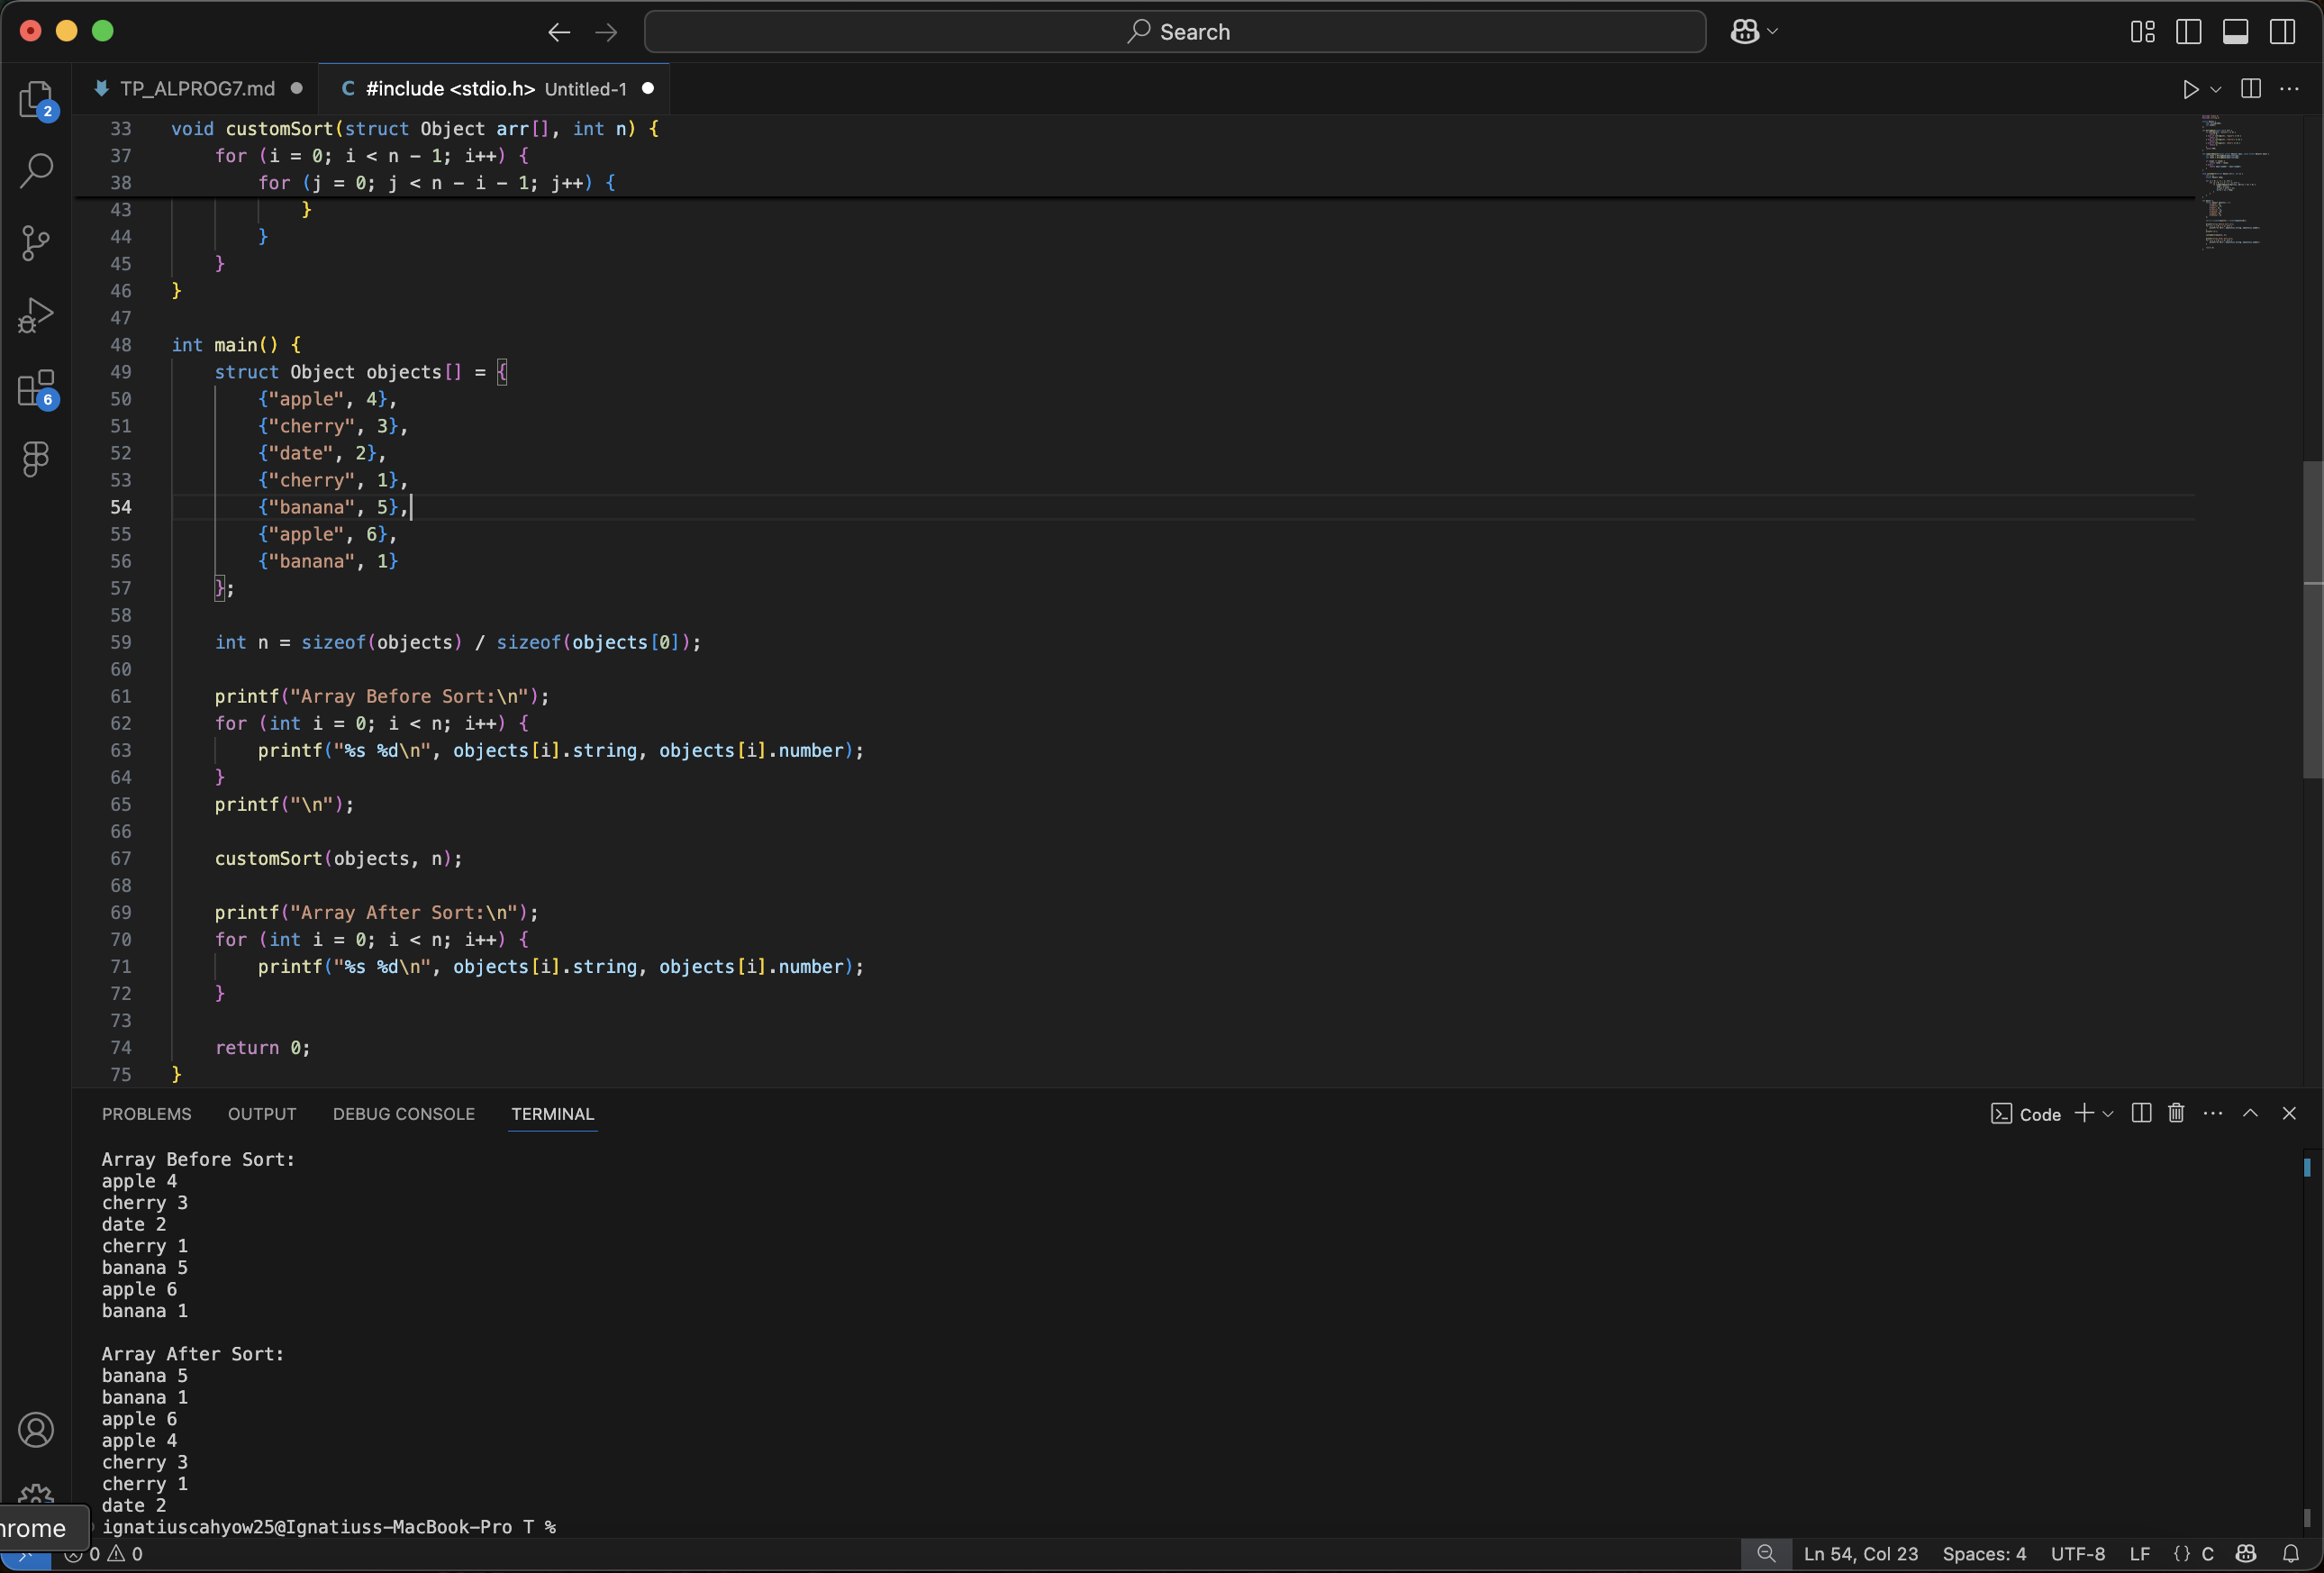 Search
TP_ALPROG7.md
C #include <stdio.h> Untitled-1
2
6
33 void customSort(struct Object arr[], int n) {
37 for (i = 0; i < n - 1; i++) {
38 for (j = 0; j < n - i - 1; j++) {
43 }
44 }
45 }
46 }
47
48 int main() {
49 struct Object objects[] = {
50 {"apple", 4},
51 {"cherry", 3},
52 {"date", 2},
53 {"cherry", 1},
54 {"banana", 5},
55 {"apple", 6},
56 {"banana", 1}
57 };
58
59 int n = sizeof(objects) / sizeof(objects[0]);
60
61 printf("Array Before Sort:\n");
62 for (int i = 0; i < n; i++) {
63 printf("%s %d\n", objects[i].string, objects[i].number);
64 }
65 printf("\n");
66
67 customSort(objects, n);
68
69 printf("Array After Sort:\n");
70 for (int i = 0; i < n; i++) {
71 printf("%s %d\n", objects[i].string, objects[i].number);
72 }
73
74 return 0;
75 }
PROBLEMS OUTPUT DEBUG CONSOLE TERMINAL
Code
Array Before Sort:
apple 4
cherry 3
date 2
cherry 1
banana 5
apple 6
banana 1
Array After Sort:
banana 5
banana 1
apple 6
apple 4
cherry 3
cherry 1
date 2
ignatiuscahyow25@Ignatiuss-MacBook-Pro T %
hrome
0 0
Ln 54, Col 23 Spaces: 4 UTF-8 LF {} C